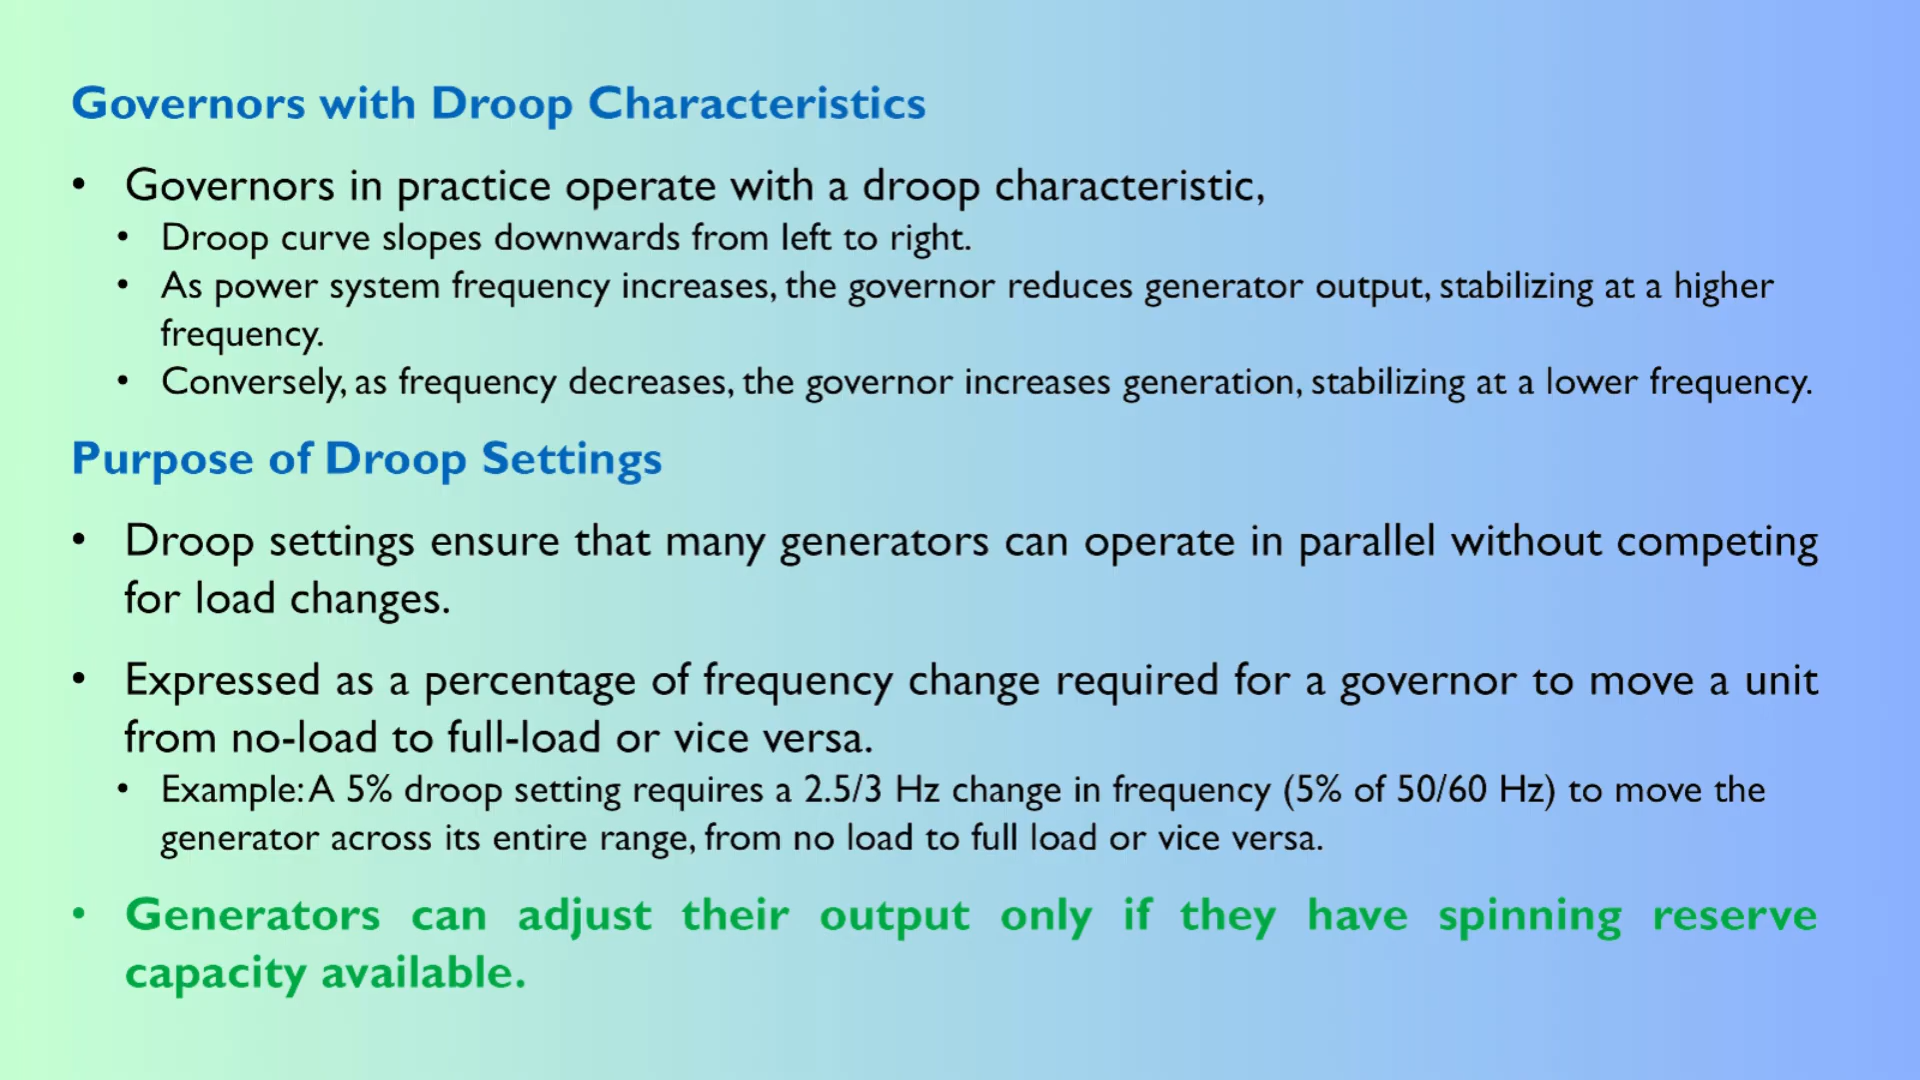 Governors with Droop Characteristics
• Governors in practice operate with a droop characteristic,
• Droop curve slopes downwards from left to right.
• As power system frequency increases, the governor reduces generator output, stabilizing at a higher
frequency.
• Conversely, as frequency decreases, the governor increases generation, stabilizing at a lower frequency.
Purpose of Droop Settings
• Droop settings ensure that many generators can operate in parallel without competing
for load changes.
• Expressed as a percentage of frequency change required for a governor to move a unit
from no-load to full-load or vice versa.
• Example: A 5% droop setting requires a 2.5/3 Hz change in frequency (5% of 50/60 Hz) to move the
generator across its entire range, from no load to full load or vice versa.
• Generators can adjust their output only if they have spinning reserve
capacity available.